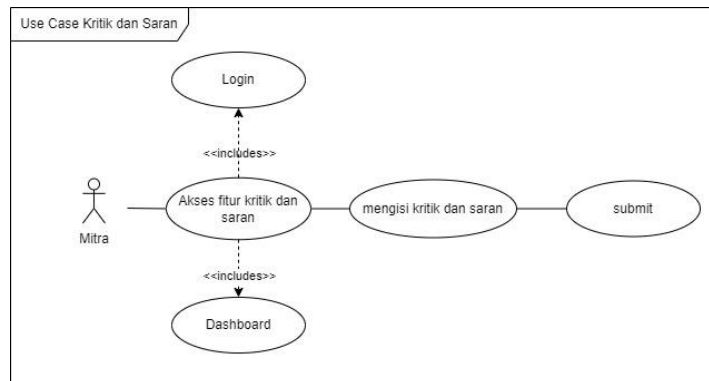 Use Case Kritik dan Saran
Login
<<includes>>
Mitra
Akses fitur kritik dan
saran
mengisi kritik dan saran
submit
<<includes>>
Dashboard